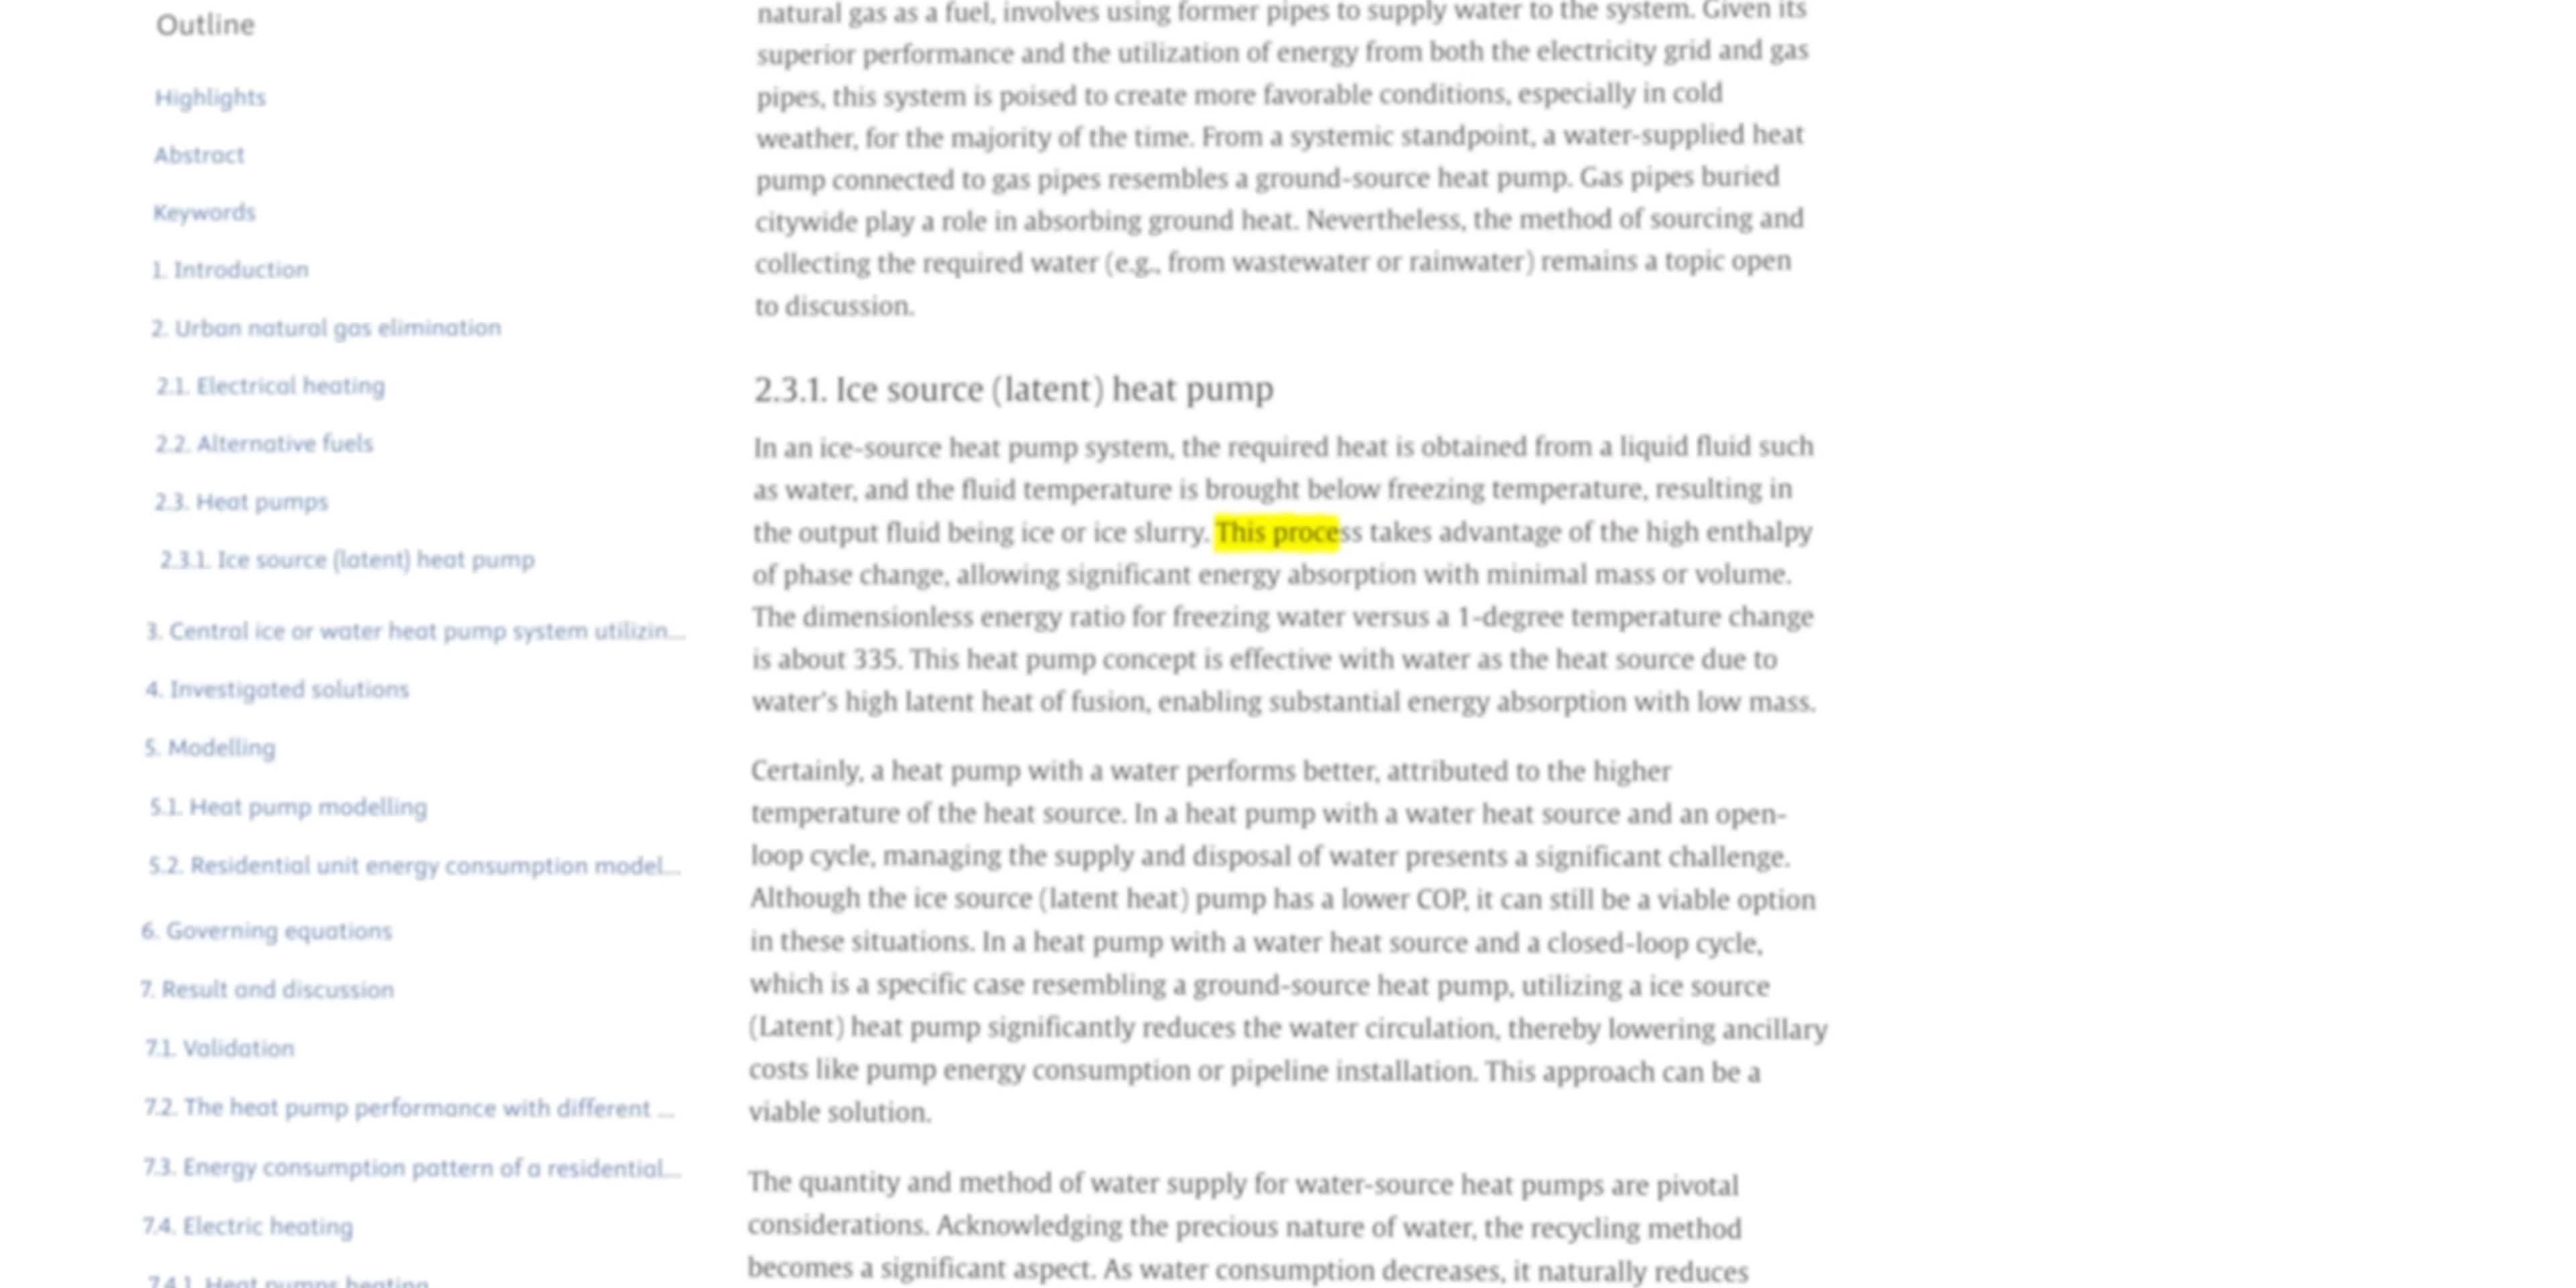 Outline
Highlights
Abstract
Keywords
1. Introduction
2. Urban natural gas elimination
2.1. Electrical heating
2.2. Alternative fuels
2.3. Heat pumps
2.3.1. Ice source (latent) heat pump
3. Central ice or water heat pump system utilizin...
4. Investigated solutions
5. Modelling
5.1. Heat pump modelling
5.2. Residential unit energy consumption model...
6. Governing equations
7. Result and discussion
7.1. Validation
7.2. The heat pump performance with different ...
7.3. Energy consumption pattern of a residential...
7.4. Electric heating
7.4.1. Heat pumps heating
natural gas as a fuel, involves using former pipes to supply water to the system. Given its
superior performance and the utilization of energy from both the electricity grid and gas
pipes, this system is poised to create more favorable conditions, especially in cold
weather, for the majority of the time. From a systemic standpoint, a water-supplied heat
pump connected to gas pipes resembles a ground-source heat pump. Gas pipes buried
citywide play a role in absorbing ground heat. Nevertheless, the method of sourcing and
collecting the required water (e.g., from wastewater or rainwater) remains a topic open
to discussion.
2.3.1. Ice source (latent) heat pump
In an ice-source heat pump system, the required heat is obtained from a liquid fluid such
as water, and the fluid temperature is brought below freezing temperature, resulting in
the output fluid being ice or ice slurry. This process takes advantage of the high enthalpy
of phase change, allowing significant energy absorption with minimal mass or volume.
The dimensionless energy ratio for freezing water versus a 1-degree temperature change
is about 335. This heat pump concept is effective with water as the heat source due to
water's high latent heat of fusion, enabling substantial energy absorption with low mass.
Certainly, a heat pump with a water performs better, attributed to the higher
temperature of the heat source. In a heat pump with a water heat source and an open-
loop cycle, managing the supply and disposal of water presents a significant challenge.
Although the ice source (latent heat) pump has a lower COP, it can still be a viable option
in these situations. In a heat pump with a water heat source and a closed-loop cycle,
which is a specific case resembling a ground-source heat pump, utilizing a ice source
(Latent) heat pump significantly reduces the water circulation, thereby lowering ancillary
costs like pump energy consumption or pipeline installation. This approach can be a
viable solution.
The quantity and method of water supply for water-source heat pumps are pivotal
considerations. Acknowledging the precious nature of water, the recycling method
becomes a significant aspect. As water consumption decreases, it naturally reduces